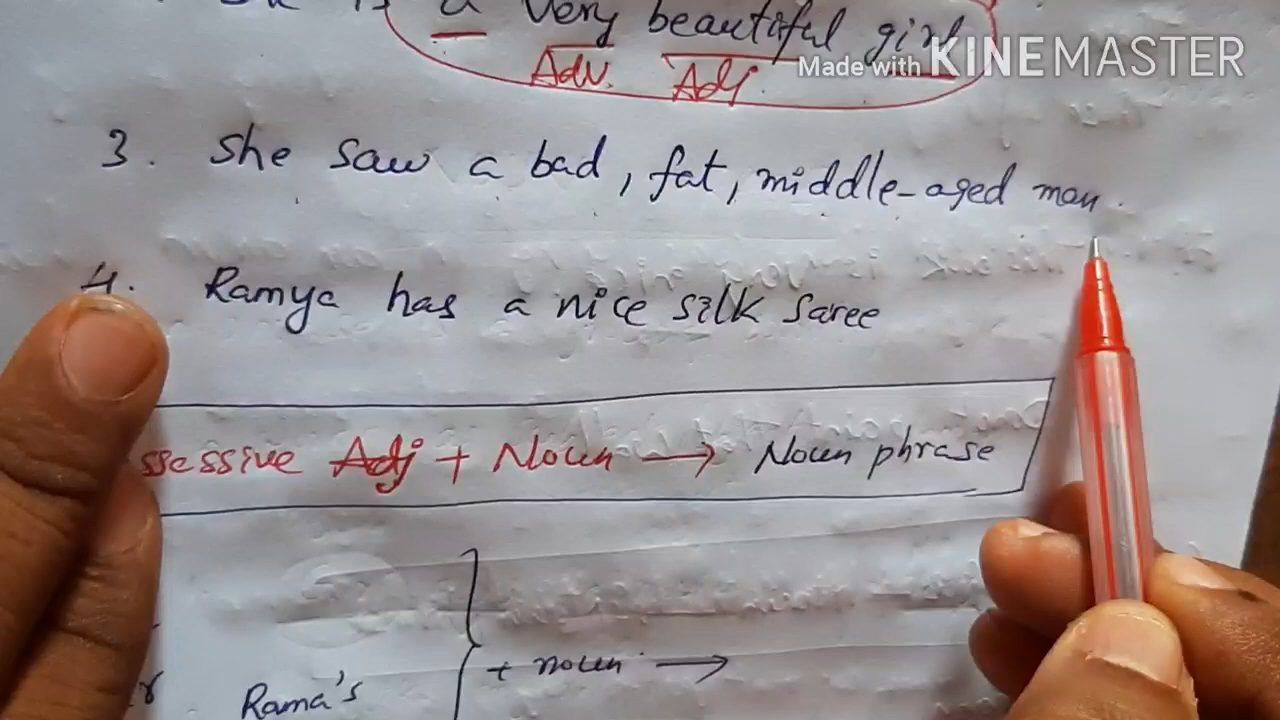 is a very beautiful girl
Made with KINEMASTER
Adv. Adj.
3. She saw a bad, fat, middle-aged man.
4. Ramya has a nice silk saree
ssessive Adj + Noun → Noun phrase
+ noun →
Rama's